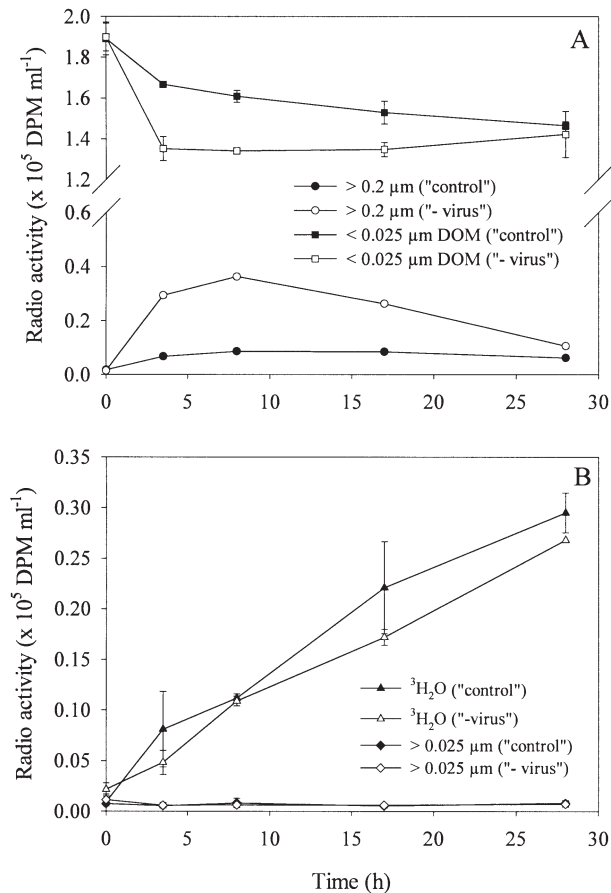 A
2.0
1.8
1.6
1.4
1.2
0.6
0.4
0.2
0.0
Radio activity (x 10⁵ DPM ml⁻¹)
> 0.2 µm ("control")
> 0.2 µm ("- virus")
< 0.025 µm DOM ("control")
< 0.025 µm DOM ("- virus")
0 5 10 15 20 25 30
B
0.35
0.30
0.25
0.20
0.15
0.10
0.05
0.00
Radio activity (x 10⁵ DPM ml⁻¹)
³H₂O ("control")
³H₂O ("-virus")
> 0.025 µm ("control")
> 0.025 µm ("- virus")
0 5 10 15 20 25 30
Time (h)